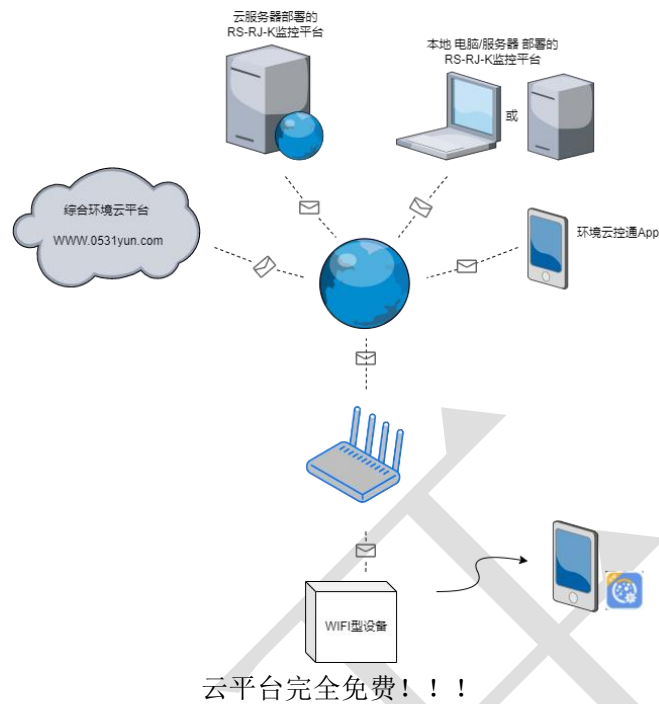 云服务器部署的
RS-RJ-K监控平台
本地 电脑/服务器 部署的
RS-RJ-K监控平台
或
综合环境云平台
WWW.0531yun.com
环境云控通App
WIFI型设备
云平台完全免费！！！